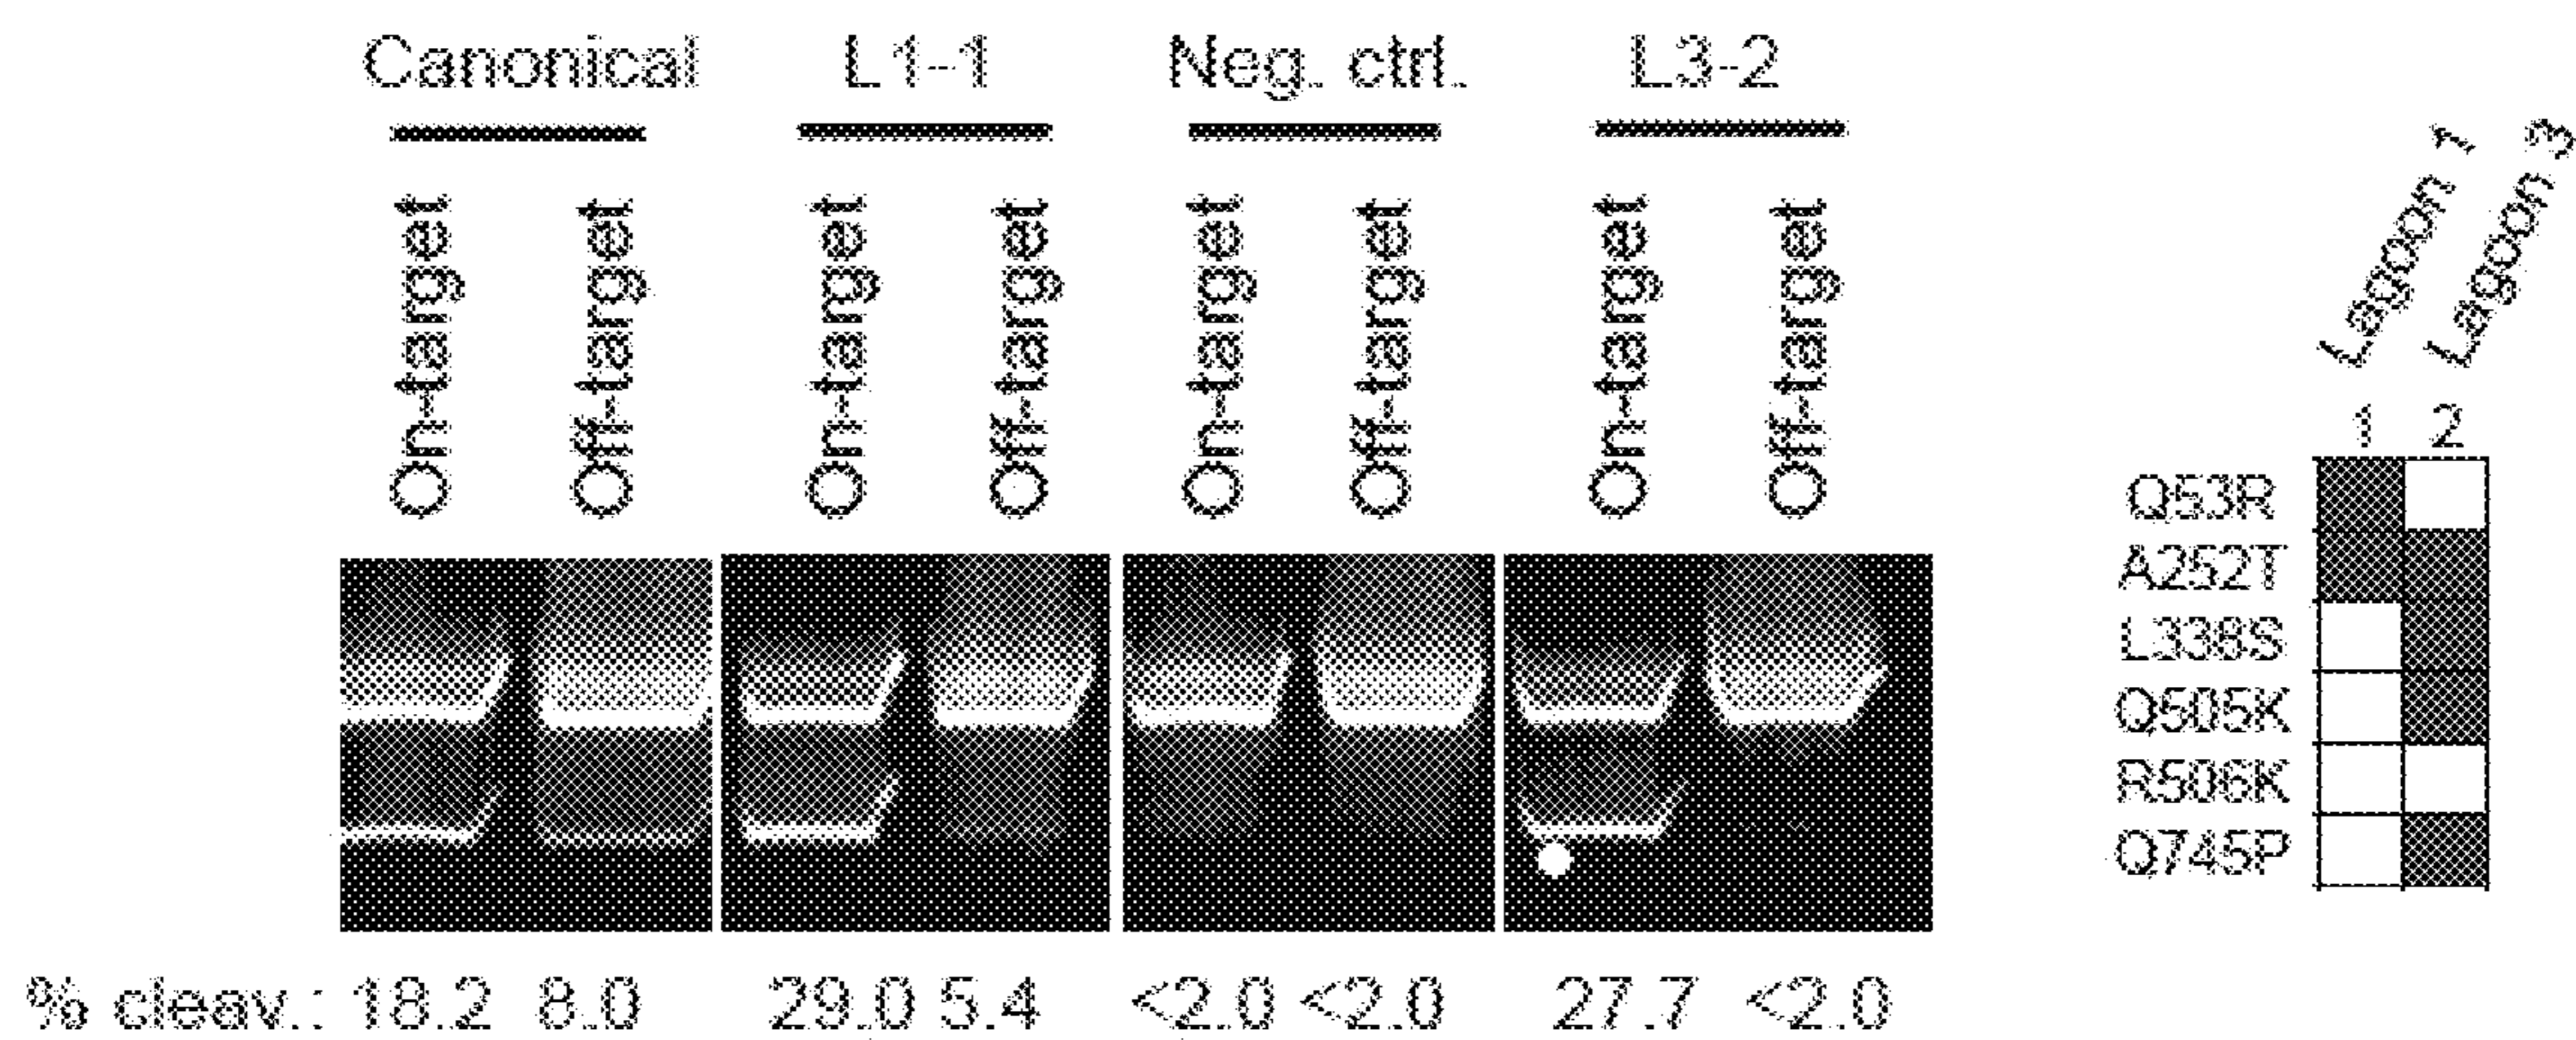 Canonical L1-1 Neg. ctrl. L3-2
On-target Off-target On-target Off-target On-target Off-target On-target Off-target
Lagoon 1 Lagoon 3
1 2
Q53R
A252T
L338S
Q505K
R506K
Q745P
% cleav.: 18.2 8.0 29.0 5.4 <2.0 <2.0 27.7 <2.0